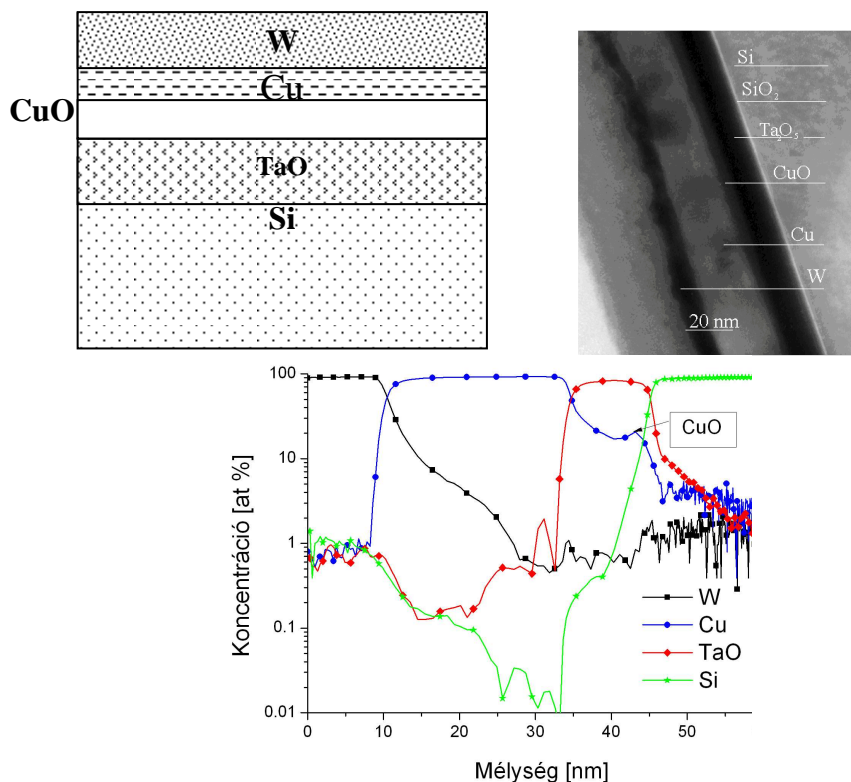 W
Cu
CuO
TaO
Si
Si
SiO2
Ta2O5
CuO
Cu
W
20 nm
Koncentráció [at %]
100
10
1
0.1
0.01
CuO
W
Cu
TaO
Si
0 10 20 30 40 50
Mélység [nm]